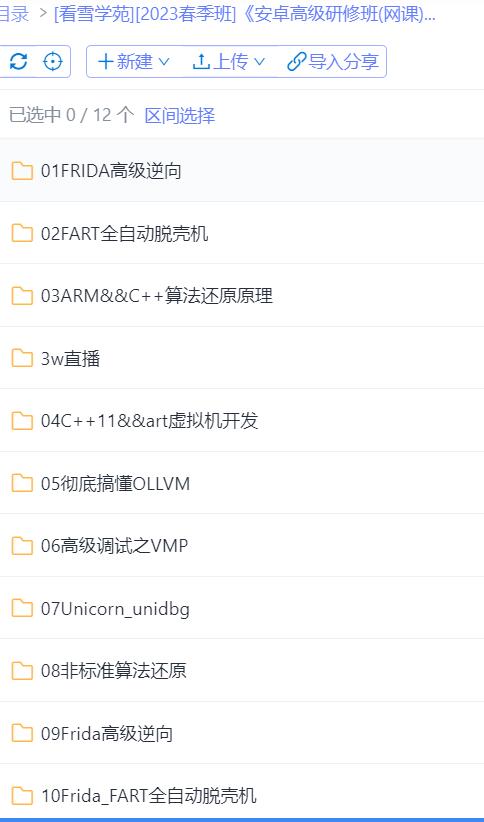 目录 > [看雪学苑][2023春季班]《安卓高级研修班(网课)...
新建 上传 导入分享
已选中 0 / 12 个 区间选择
01FRIDA高级逆向
02FART全自动脱壳机
03ARM&&C++算法还原原理
3w直播
04C++11&&art虚拟机开发
05彻底搞懂OLLVM
06高级调试之VMP
07Unicorn_unidbg
08非标准算法还原
09Frida高级逆向
10Frida_FART全自动脱壳机